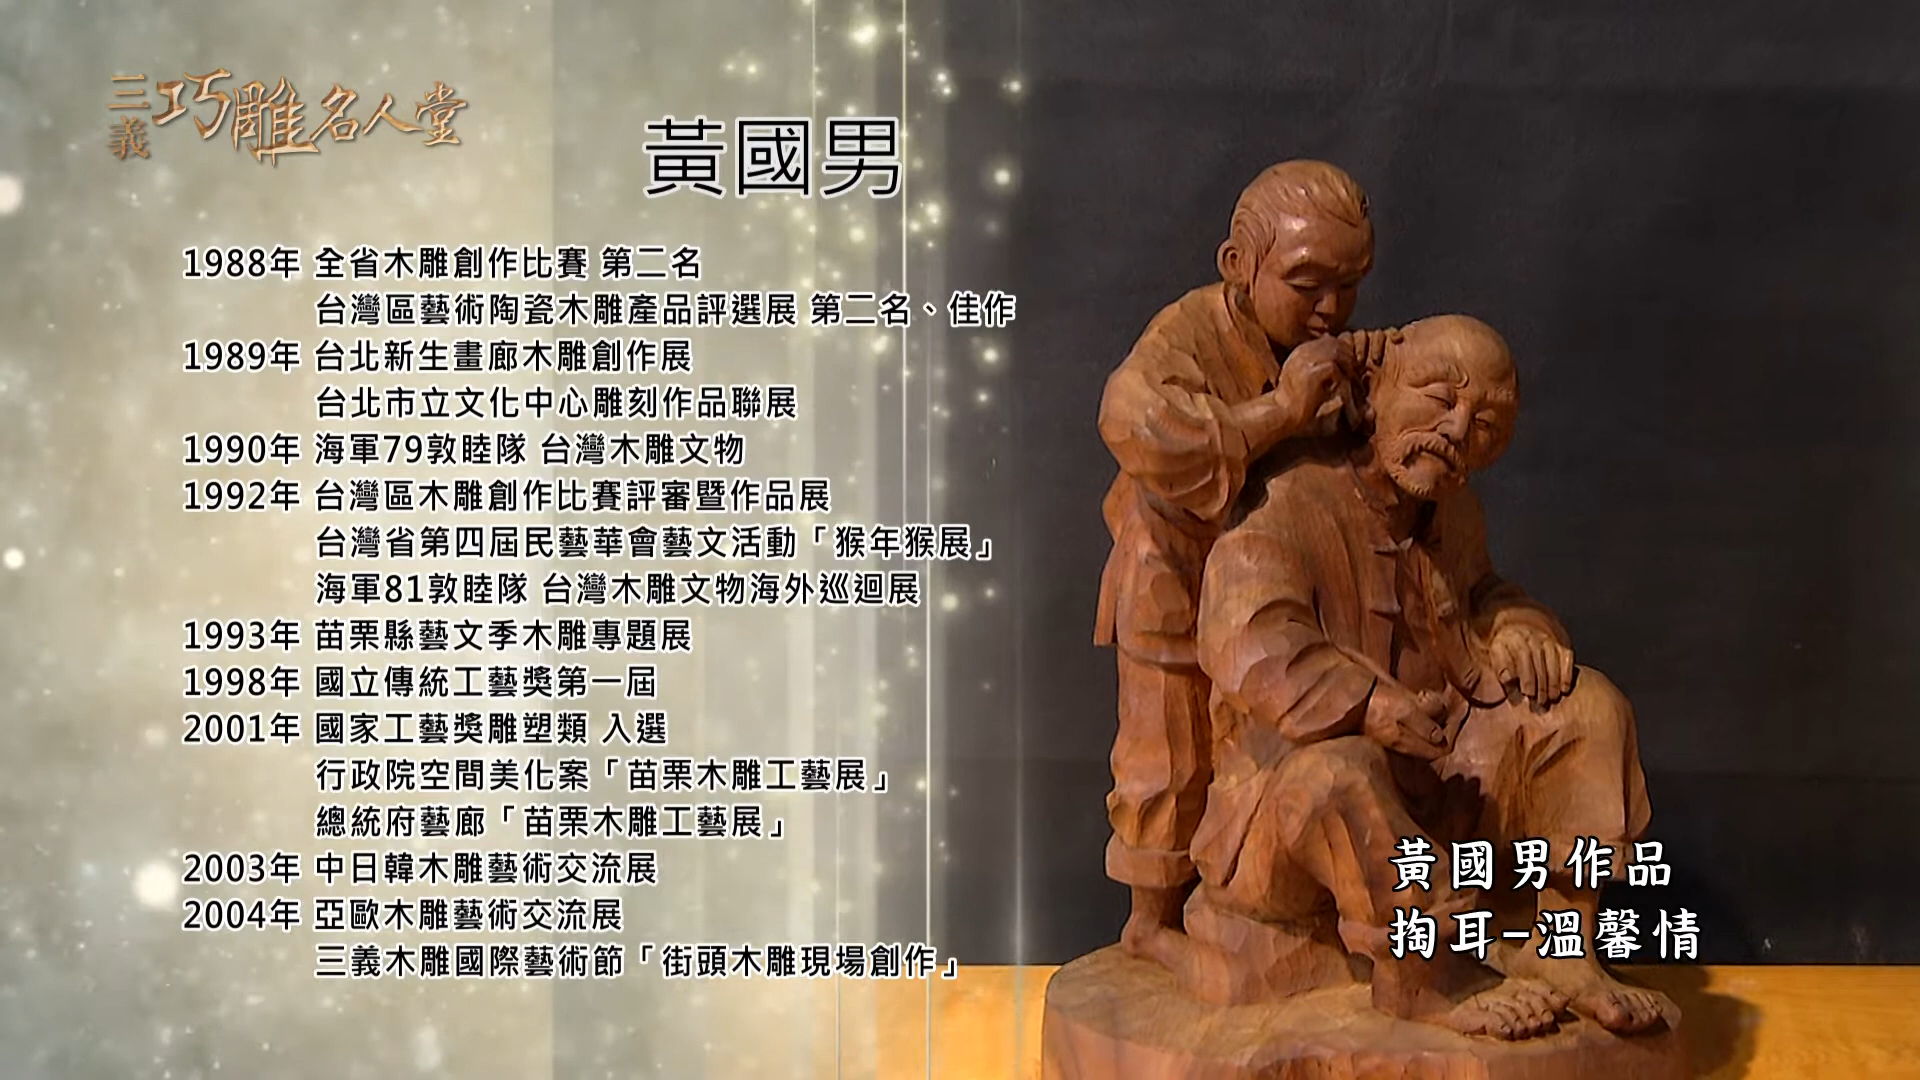 三義巧雕名人堂
黃國男
1988年 全省木雕創作比賽 第二名
台灣區藝術陶瓷木雕產品評選展 第二名、佳作
1989年 台北新生畫廊木雕創作展
台北市立文化中心雕刻作品聯展
1990年 海軍79敦睦隊 台灣木雕文物
1992年 台灣區木雕創作比賽評審暨作品展
台灣省第四屆民藝華會藝文活動「猴年猴展」
海軍81敦睦隊 台灣木雕文物海外巡迴展
1993年 苗栗縣藝文季木雕專題展
1998年 國立傳統工藝獎第一屆
2001年 國家工藝獎雕塑類 入選
行政院空間美化案「苗栗木雕工藝展」
總統府藝廊「苗栗木雕工藝展」
2003年 中日韓木雕藝術交流展
2004年 亞歐木雕藝術交流展
三義木雕國際藝術節「街頭木雕現場創作」
黃國男作品
掏耳-溫馨情